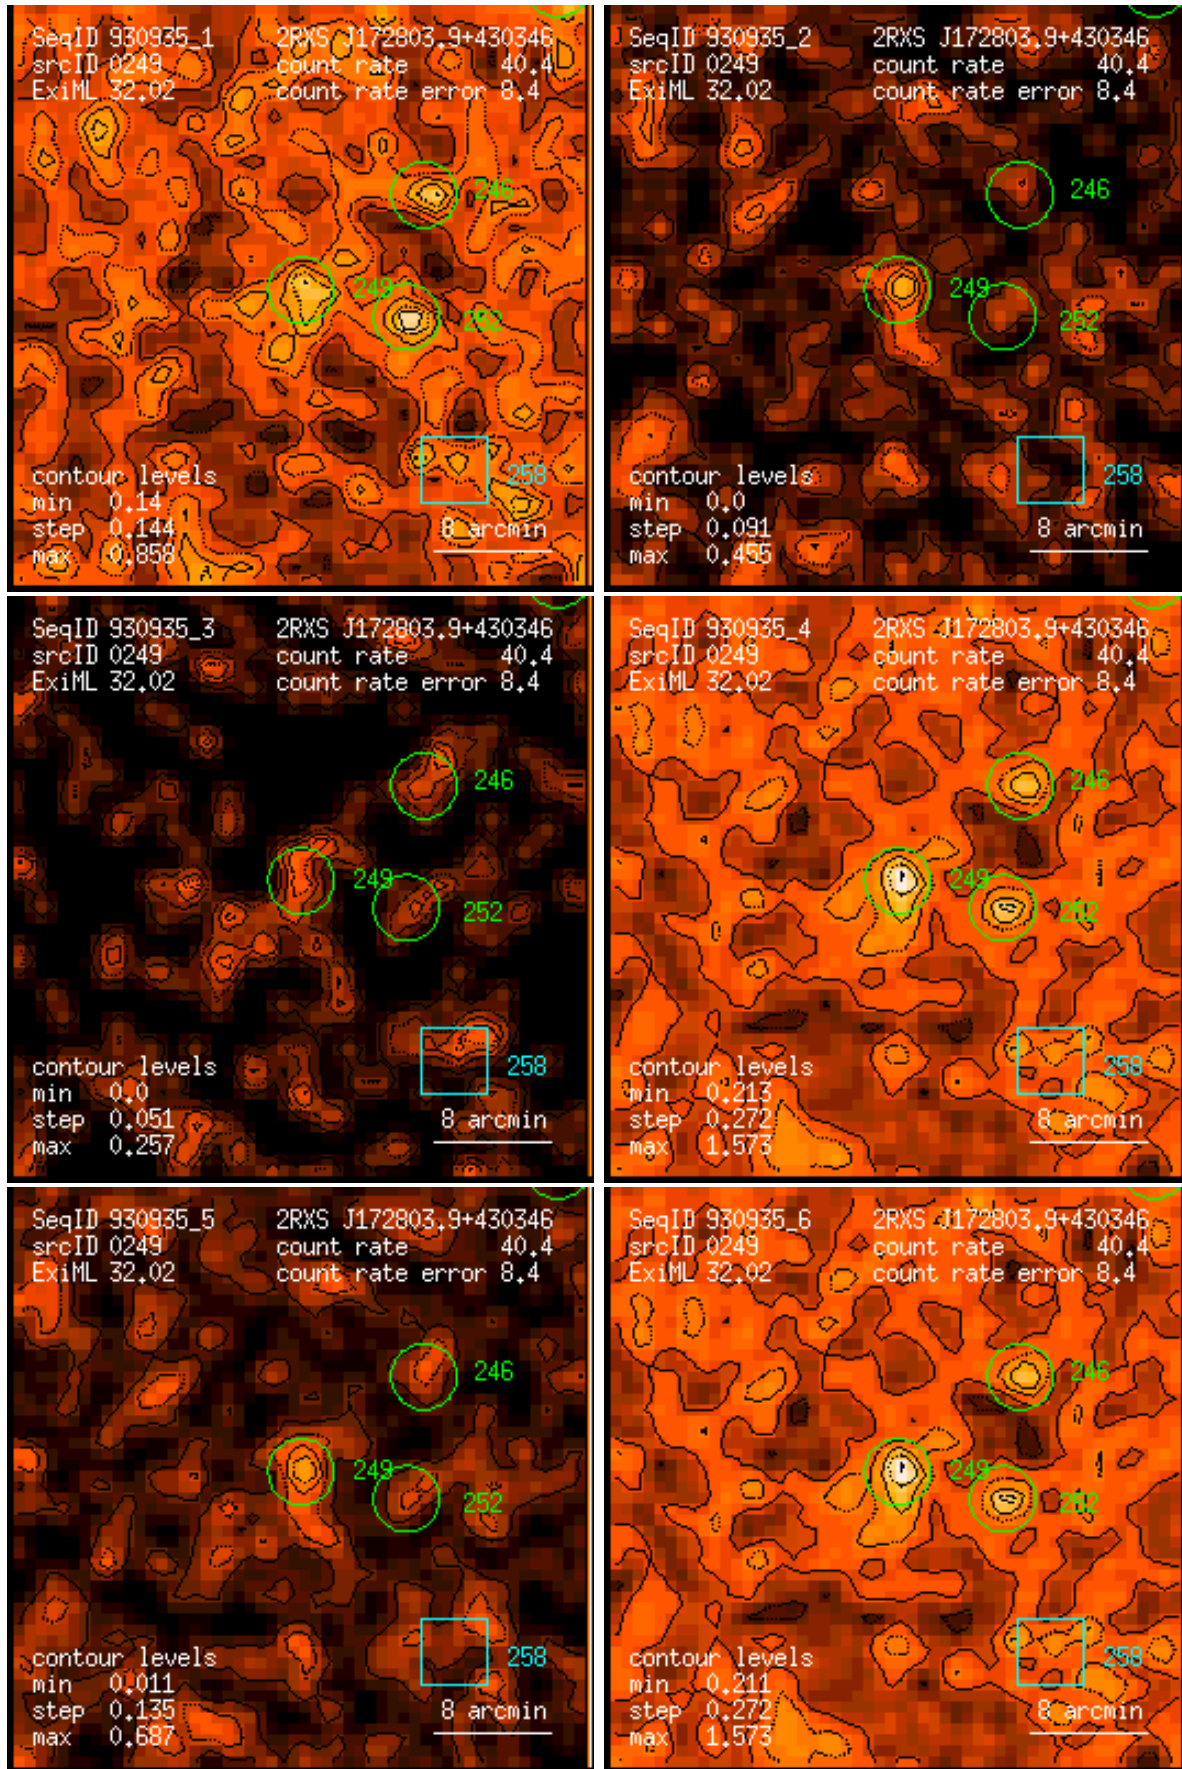 SeqID 930935_1 2RXS J172803.9+430346
srcID 0249 count rate 40.4
ExiML 32.02 count rate error 8.4
246
249
252
258
contour levels
min 0.14
step 0.144 8 arcmin
max 0.858
SeqID 930935_2 2RXS J172803.9+430346
srcID 0249 count rate 40.4
ExiML 32.02 count rate error 8.4
246
249
252
258
contour levels
min 0.0
step 0.091 8 arcmin
max 0.455
SeqID 930935_3 2RXS J172803.9+430346
srcID 0249 count rate 40.4
ExiML 32.02 count rate error 8.4
246
249
252
258
contour levels
min 0.0
step 0.051 8 arcmin
max 0.257
SeqID 930935_4 2RXS J172803.9+430346
srcID 0249 count rate 40.4
ExiML 32.02 count rate error 8.4
246
249
252
258
contour levels
min 0.213
step 0.272 8 arcmin
max 1.573
SeqID 930935_5 2RXS J172803.9+430346
srcID 0249 count rate 40.4
ExiML 32.02 count rate error 8.4
246
249
252
258
contour levels
min 0.011
step 0.135 8 arcmin
max 0.687
SeqID 930935_6 2RXS J172803.9+430346
srcID 0249 count rate 40.4
ExiML 32.02 count rate error 8.4
246
249
252
258
contour levels
min 0.211
step 0.272 8 arcmin
max 1.573